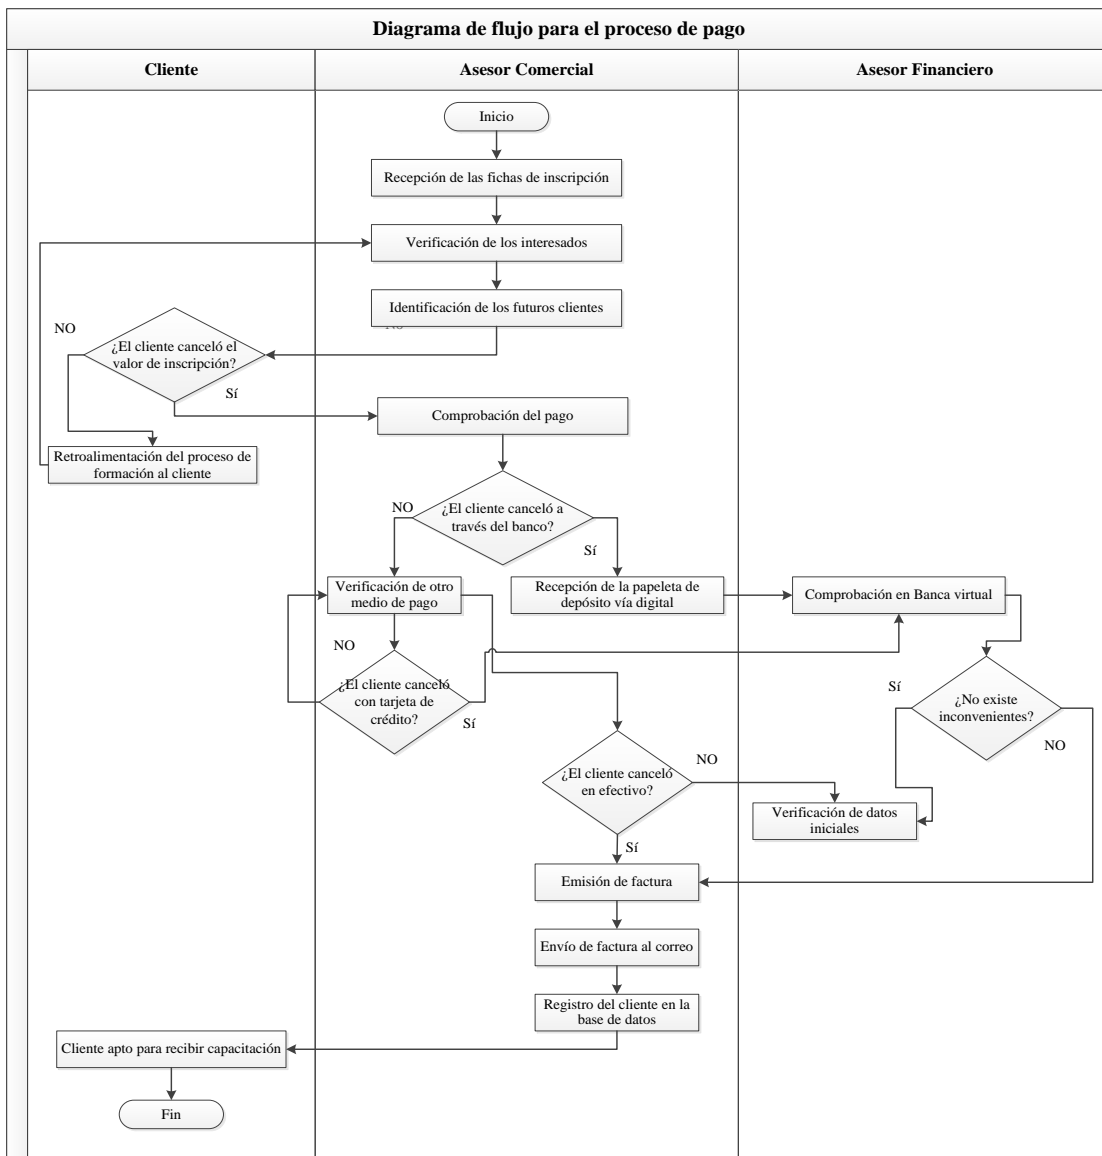 Diagrama de flujo para el proceso de pago
Cliente
Asesor Comercial
Asesor Financiero
Inicio
Recepción de las fichas de inscripción
Verificación de los interesados
Identificación de los futuros clientes
NO
¿El cliente canceló el
valor de inscripción?
Sí
Comprobación del pago
Retroalimentación del proceso de
formación al cliente
NO
¿El cliente canceló a
través del banco?
Sí
Verificación de otro
medio de pago
Recepción de la papeleta de
depósito vía digital
Comprobación en Banca virtual
NO
¿El cliente canceló
con tarjeta de
crédito?
Sí
Sí
¿No existe
inconvenientes?
NO
¿El cliente canceló
en efectivo?
NO
Verificación de datos
iniciales
Sí
Emisión de factura
Envío de factura al correo
Registro del cliente en la
base de datos
Cliente apto para recibir capacitación
Fin